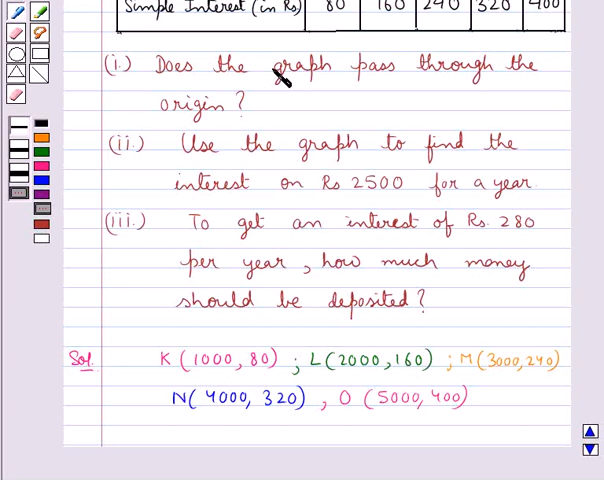 Simple Interest (in Rs) 80 160 240 320 400
(i.) Does the graph pass through the
origin?
(ii.) Use the graph to find the
interest on Rs 2500 for a year.
(iii.) To get an interest of Rs. 280
per year, how much money
should be deposited?
Sol. K (1000, 80) ; L (2000, 160) ; M (3000, 240)
N( 4000, 320) , O (5000, 400)